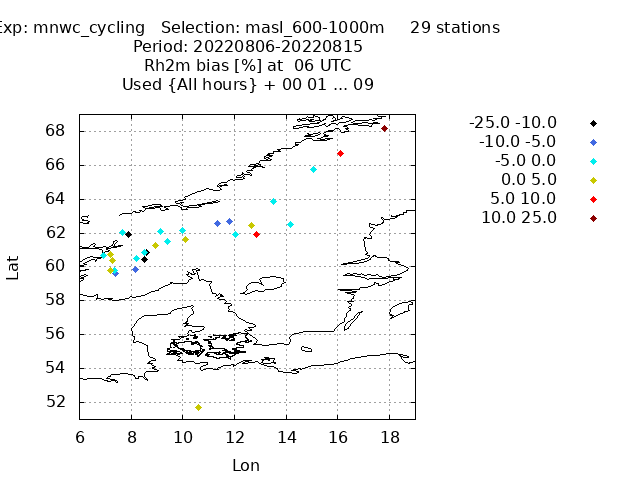 Exp: mnwc_cycling Selection: masl_600-1000m 29 stations
Period: 20220806-20220815
Rh2m bias [%] at 06 UTC
Used {All hours} + 00 01 ... 09
-25.0 -10.0
-10.0 -5.0
-5.0 0.0
0.0 5.0
5.0 10.0
10.0 25.0
68
66
64
62
60
58
56
54
52
Lat
6 8 10 12 14 16 18
Lon